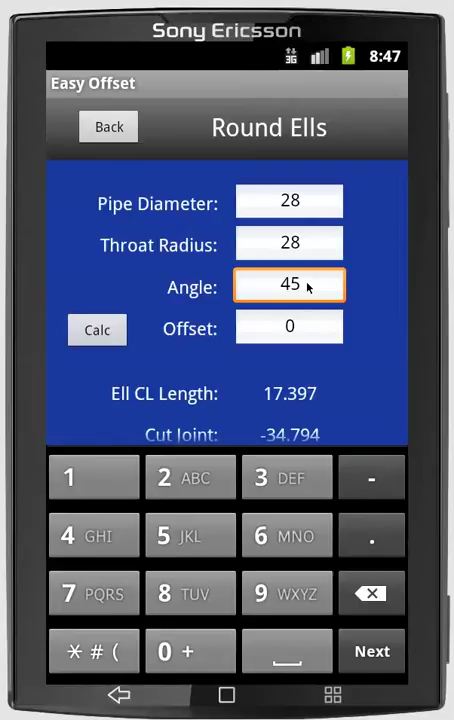 Sony Ericsson
3G 8:47
Easy Offset
Back Round Ells
Pipe Diameter: 28
Throat Radius: 28
Angle: 45
Calc Offset: 0
Ell CL Length: 17.397
Cut Joint: -34.794
1 2 ABC 3 DEF -
4 GHI 5 JKL 6 MNO .
7 PQRS 8 TUV 9 WXYZ
* # ( 0 + Next